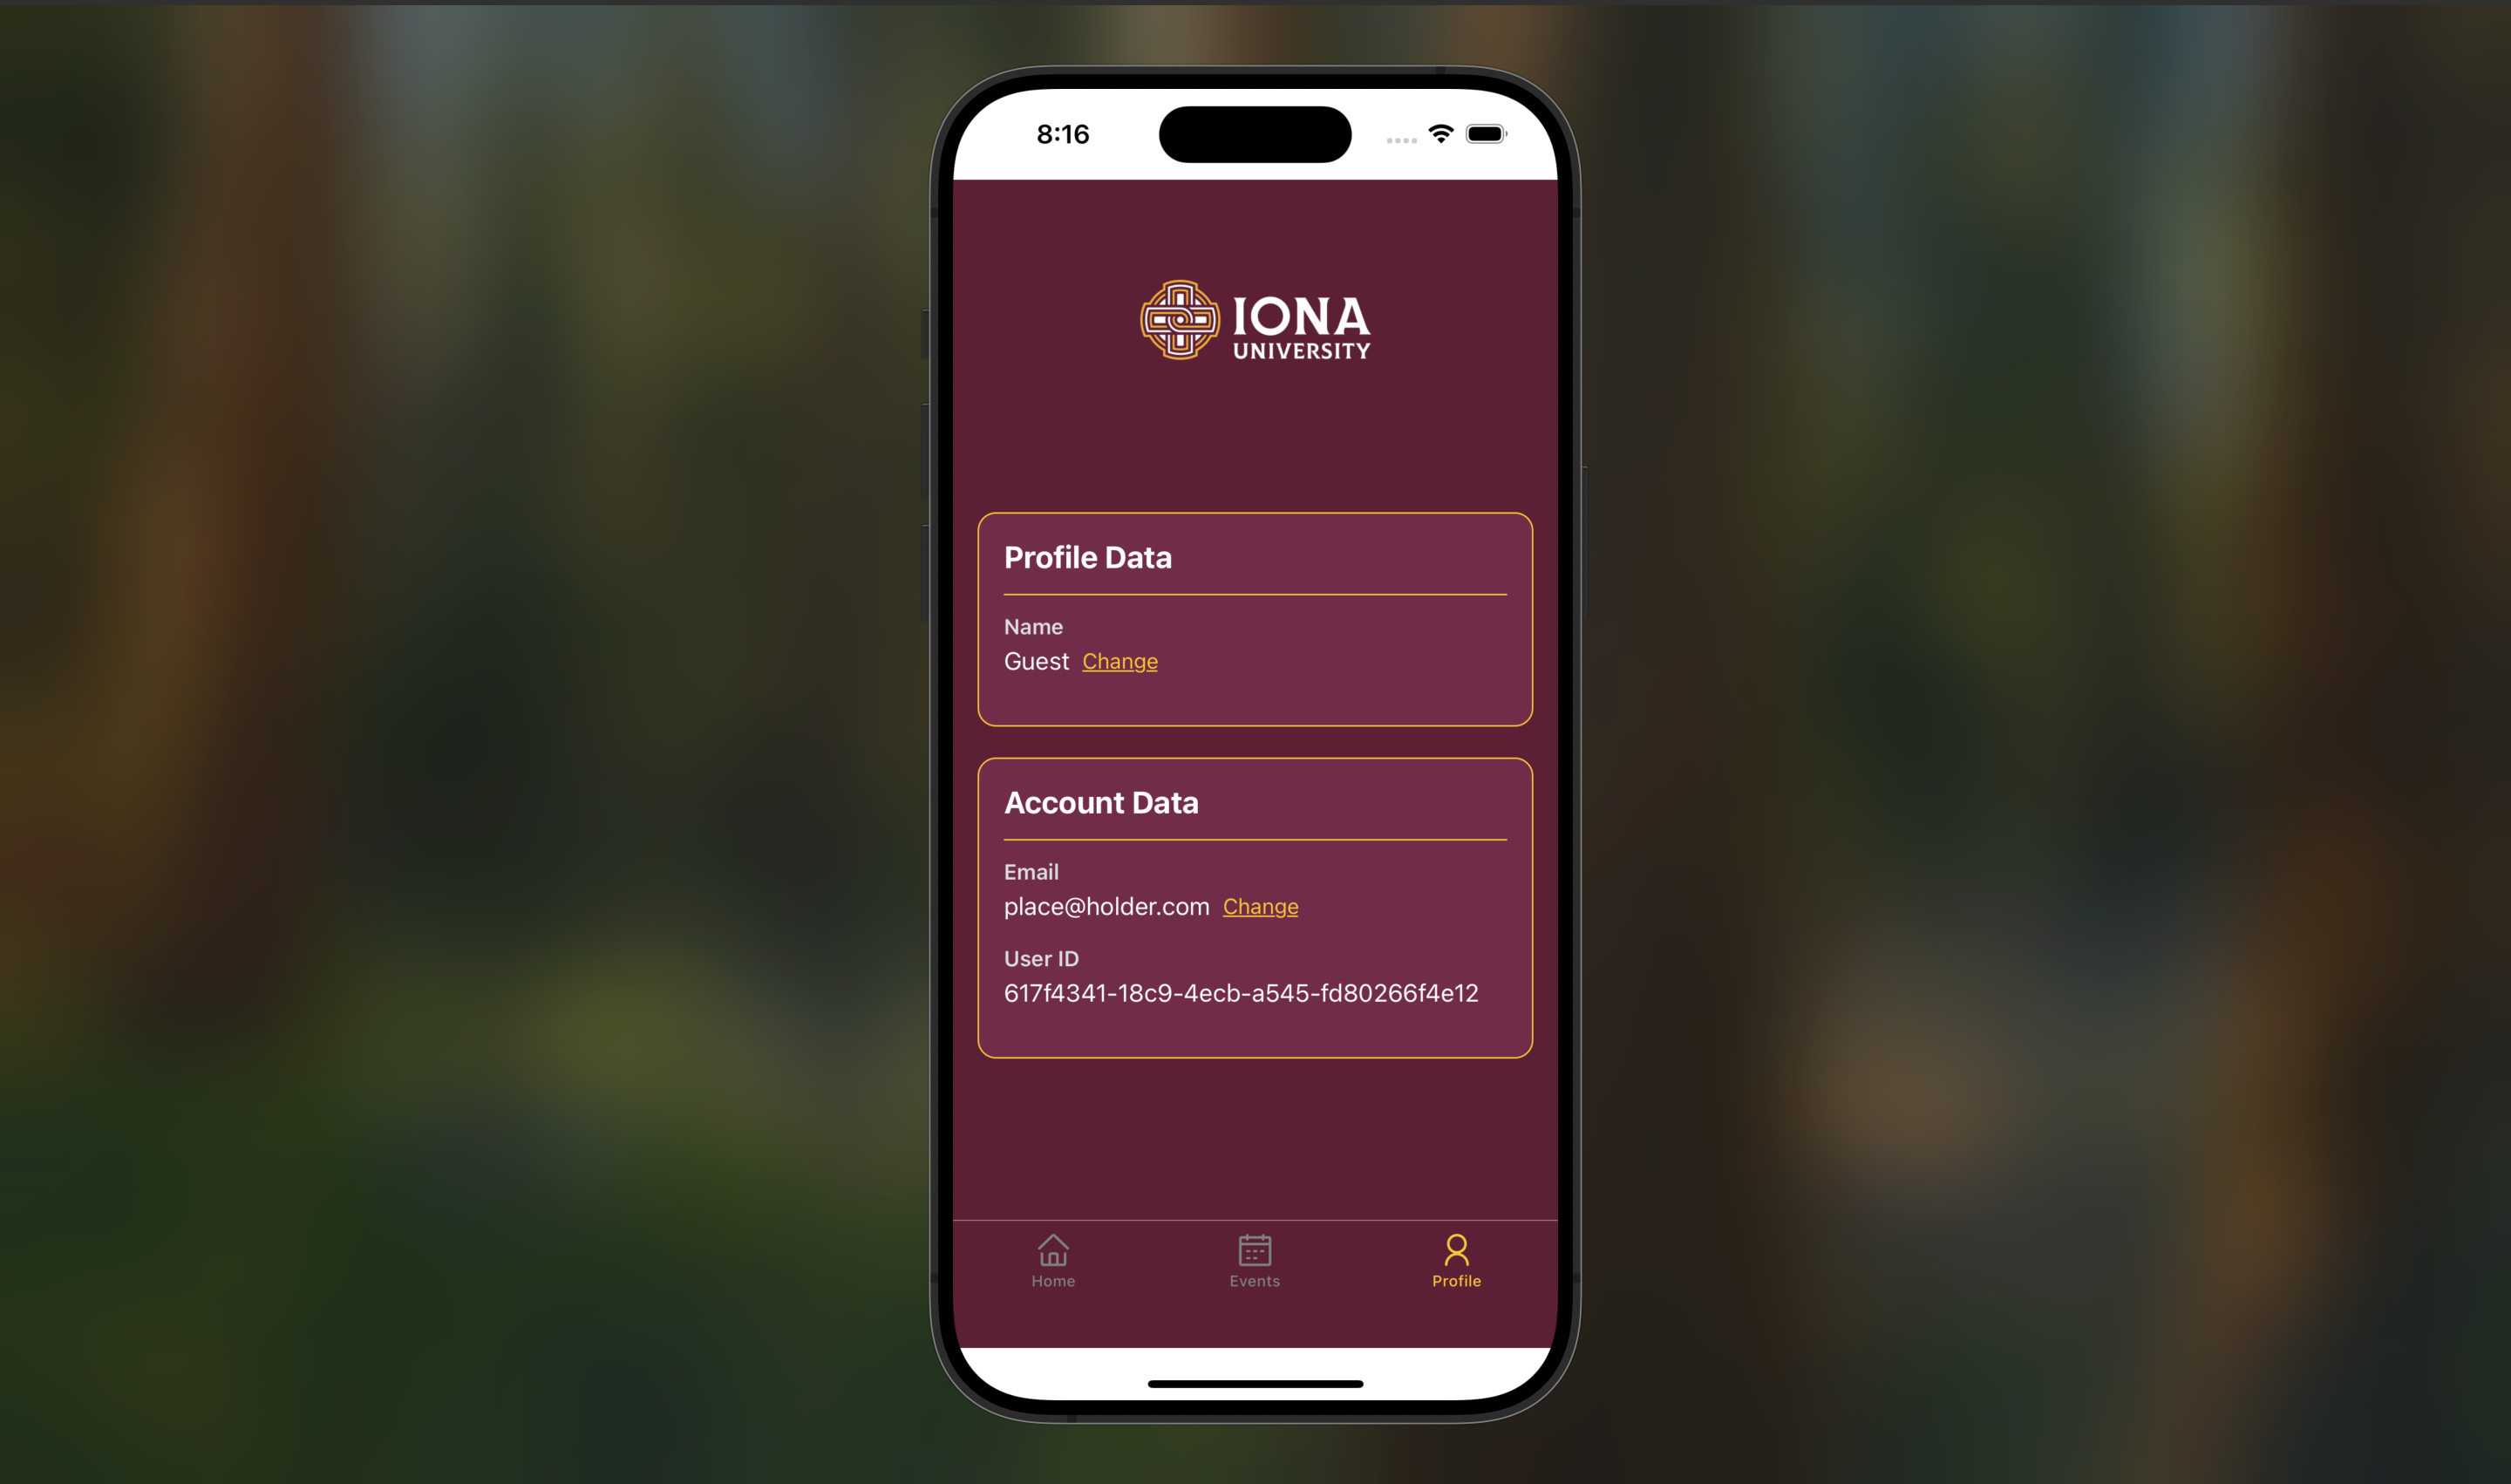 8:16
IONA
UNIVERSITY
Profile Data
Name
Guest Change
Account Data
Email
place@holder.com Change
User ID
617f4341-18c9-4ecb-a545-fd80266f4e12
Home Events Profile